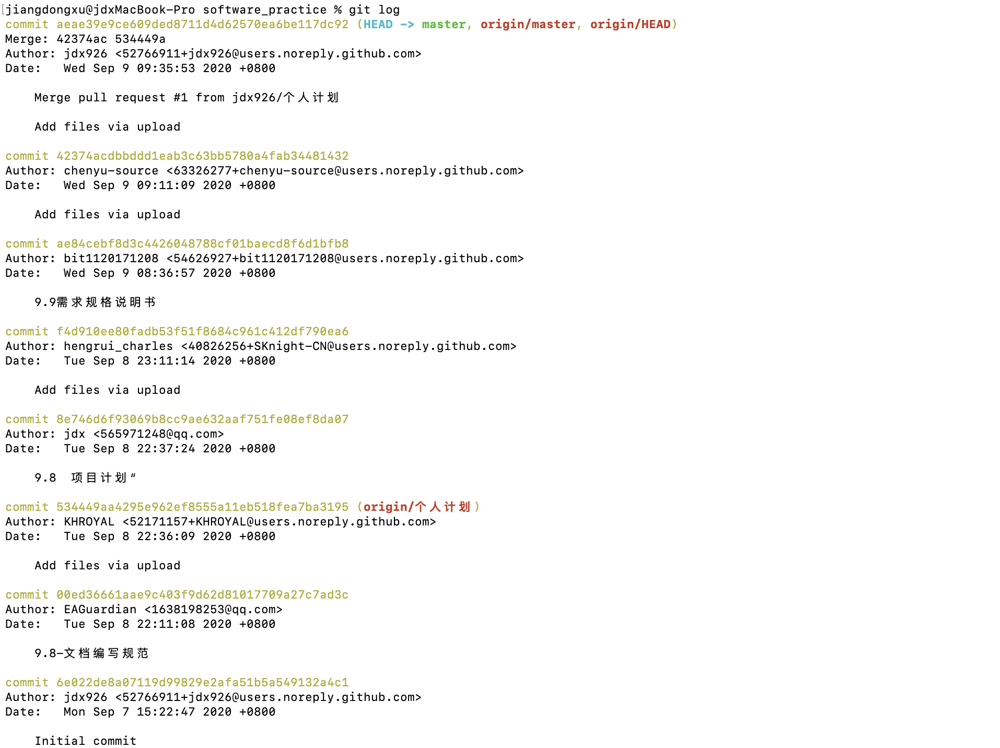 jiangdongxu@jdxMacBook-Pro software_practice % git log
commit aeae39e9ce609ded8711d4d62570ea6be117dc92 (HEAD -> master, origin/master, origin/HEAD)
Merge: 42374ac 534449a
Author: jdx926 <52766911+jdx926@users.noreply.github.com>
Date:   Wed Sep 9 09:35:53 2020 +0800
Merge pull request #1 from jdx926/个人计划
Add files via upload
commit 42374acdbbddd1eab3c63bb5780a4fab34481432
Author: chenyu-source <63326277+chenyu-source@users.noreply.github.com>
Date:   Wed Sep 9 09:11:09 2020 +0800
Add files via upload
commit ae84cebf8d3c4426048788cf01baecd8f6d1bfb8
Author: bit1120171208 <54626927+bit1120171208@users.noreply.github.com>
Date:   Wed Sep 9 08:36:57 2020 +0800
9.9需求规格说明书
commit f4d910ee80fadb53f51f8684c961c412df790ea6
Author: hengrui_charles <40826256+SKnight-CN@users.noreply.github.com>
Date:   Tue Sep 8 23:11:14 2020 +0800
Add files via upload
commit 8e746d6f93069b8cc9ae632aaf751fe08ef8da07
Author: jdx <565971248@qq.com>
Date:   Tue Sep 8 22:37:24 2020 +0800
9.8  项目计划“
commit 534449aa4295e962ef8555a11eb518fea7ba3195 (origin/个人计划)
Author: KHROYAL <52171157+KHROYAL@users.noreply.github.com>
Date:   Tue Sep 8 22:36:09 2020 +0800
Add files via upload
commit 00ed36661aae9c403f9d62d81017709a27c7ad3c
Author: EAGuardian <1638198253@qq.com>
Date:   Tue Sep 8 22:11:08 2020 +0800
9.8-文档编写规范
commit 6e022de8a07119d99829e2afa51b5a549132a4c1
Author: jdx926 <52766911+jdx926@users.noreply.github.com>
Date:   Mon Sep 7 15:22:47 2020 +0800
Initial commit